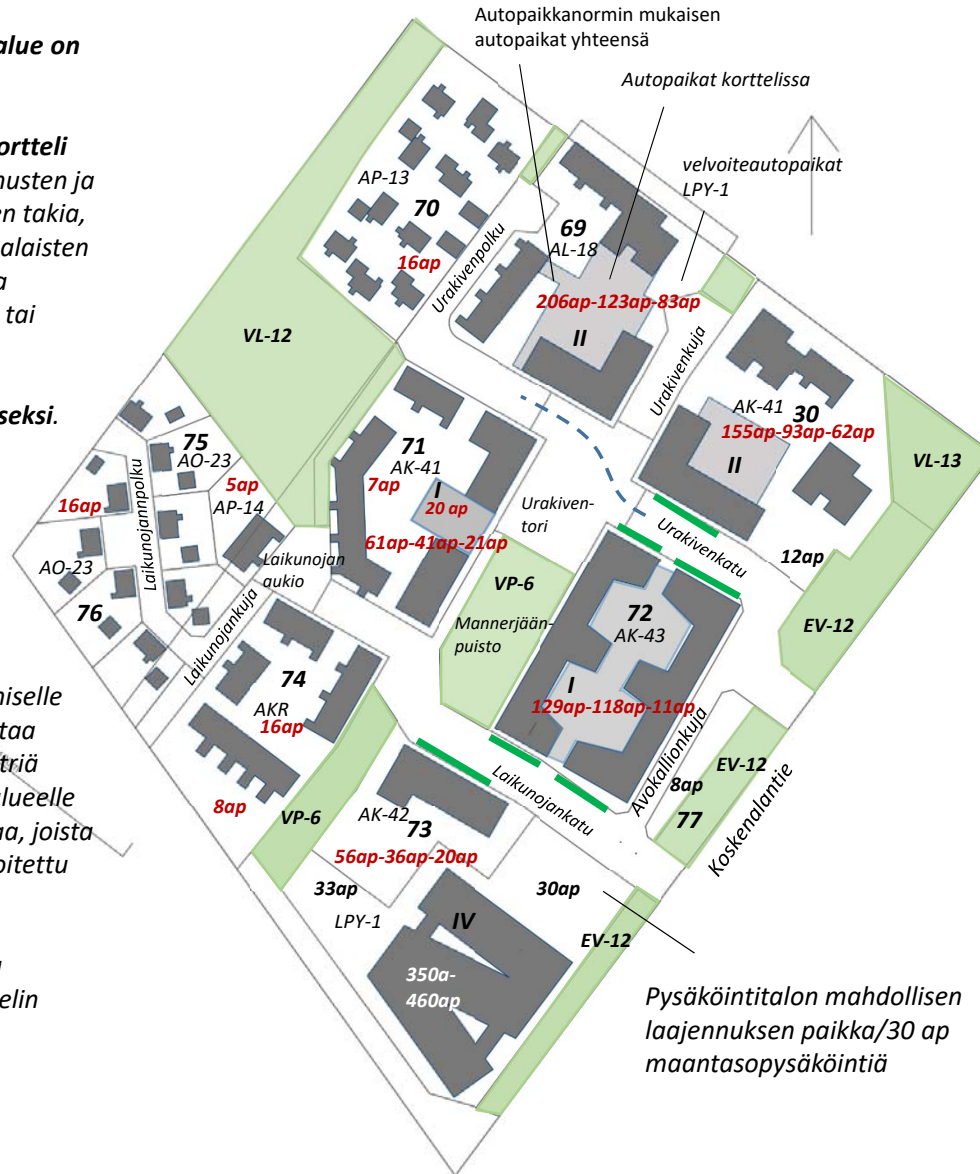 alue on
ortteli
nusten ja
en takia,
alaisten
a
tai
seksi.
niselle
taa
triä
alueelle
aa, joista
oitettu
elin
Autopaikkanormin mukaisen
autopaikat yhteensä
Autopaikat korttelissa
velvoiteautopaikat
LPY-1
AP-13
70
16ap
Urakivenpolku
69
AL-18
206ap-123ap-83ap
II
Urakivenkuja
VL-12
AK-41
30
155ap-93ap-62ap
II
VL-13
75
AO-23
5ap
AP-14
16ap
Laikunojannpolku
AO-23
76
Laikunojankuja
Laikunojan
aukio
71
AK-41
7ap
I
20 ap
61ap-41ap-21ap
Urakiven-
tori
Urakivenkatu
12ap
EV-12
VP-6
Mannerjään-
puisto
72
AK-43
I
129ap-118ap-11ap
74
AKR
16ap
8ap
VP-6
Laikunojankatu
Avokallionkuja
8ap
EV-12
77
Koskenalantie
AK-42
73
56ap-36ap-20ap
33ap
LPY-1
30ap
IV
350a-
460ap
EV-12
Pysäköintitalon mahdollisen
laajennuksen paikka/30 ap
maantasopysäköintiä